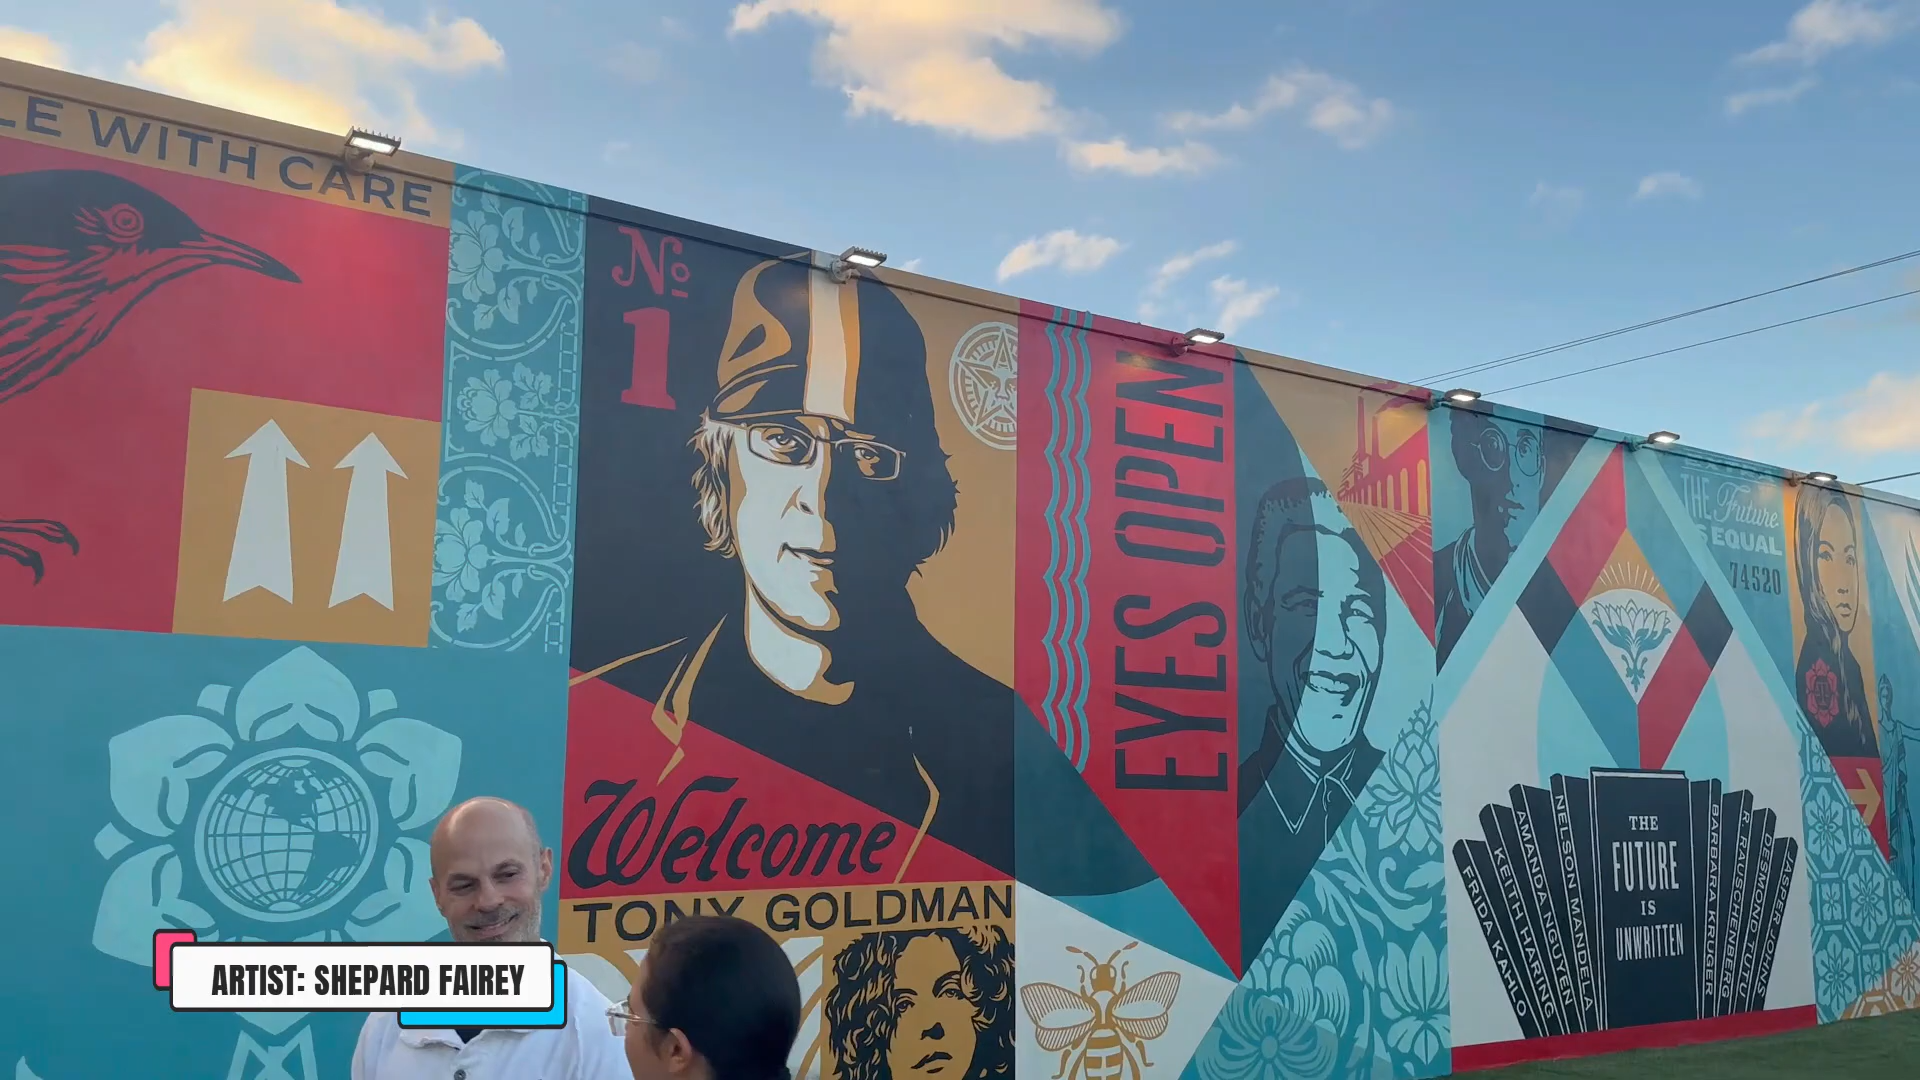 LE WITH CARE
No
1
Welcome
TONY GOLDMAN
EYES OPEN
THE Future
IS EQUAL
74520
THE
FUTURE
IS
UNWRITTEN
FRIDA KAHLO
KEITH HARING
AMANDA NGUYEN
NELSON MANDELA
BARBARA KRUGER
R. RAUSCHENBERG
DESMOND TUTU
JASPER JOHNS
ARTIST: SHEPARD FAIREY